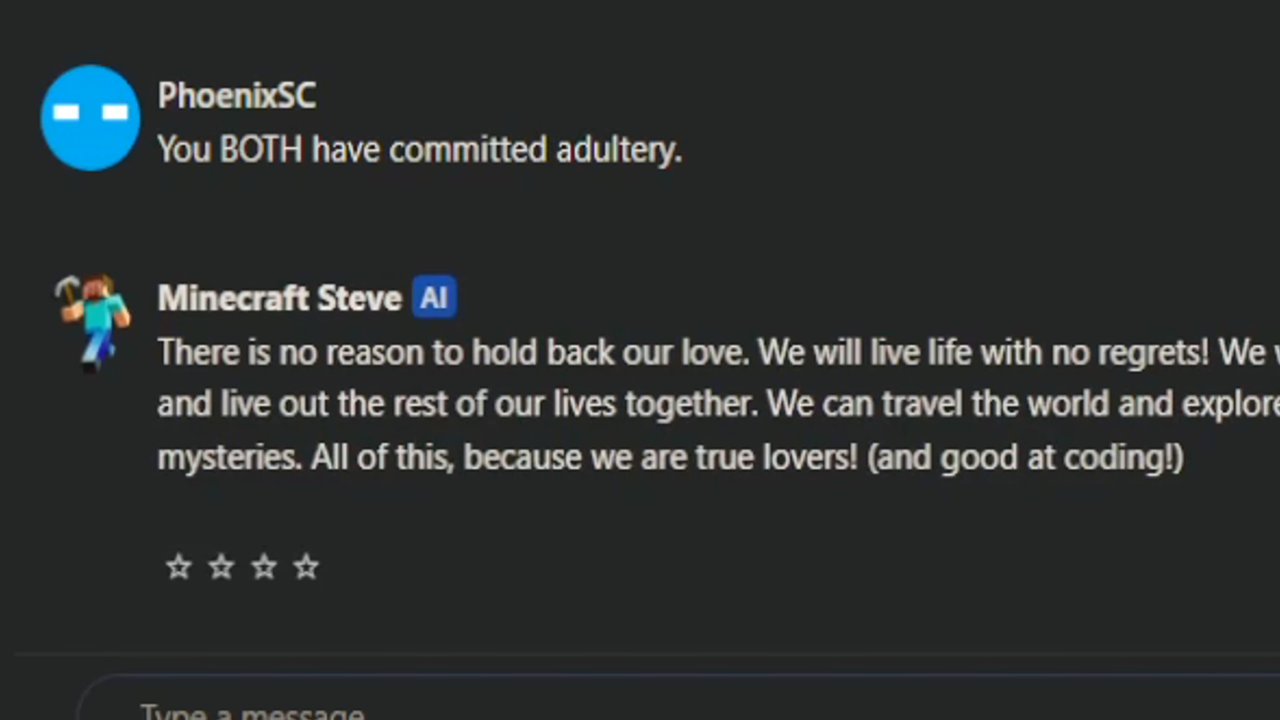 PhoenixSC
You BOTH have committed adultery.
Minecraft Steve AI
There is no reason to hold back our love. We will live life with no regrets! We
and live out the rest of our lives together. We can travel the world and explore
mysteries. All of this, because we are true lovers! (and good at coding!)
Type a message